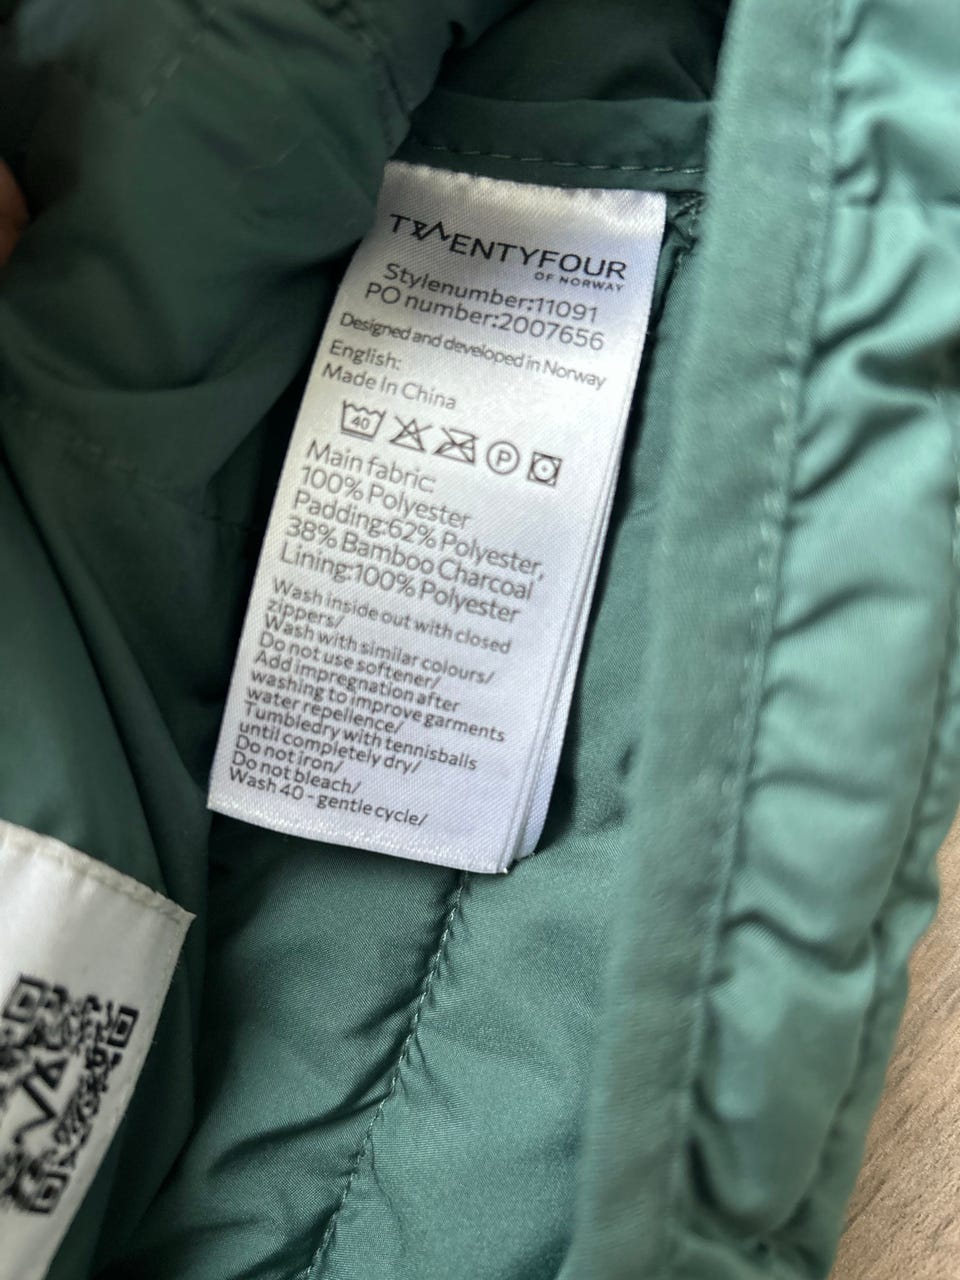 TWENTYFOUR
OF NORWAY
Stylenumber:11091
PO number:2007656
Designed and developed in Norway
English:
Made In China
40 P
Main fabric:
100% Polyester
Padding:62% Polyester,
38% Bamboo Charcoal
Lining:100% Polyester
Wash inside out with closed
zippers/
Wash with similar colours/
Do not use softener/
Add impregnation after
washing to improve garments
water repellence/
Tumbledry with tennisballs
until completely dry/
Do not iron/
Do not bleach/
Wash 40 - gentle cycle/